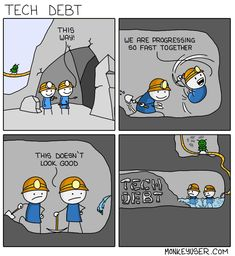 TECH DEBT
THIS
WAY!
WE ARE PROGRESSING
SO FAST TOGETHER
THIS DOESN'T
LOOK GOOD
TECH
DEBT
MONKEYUSER.COM